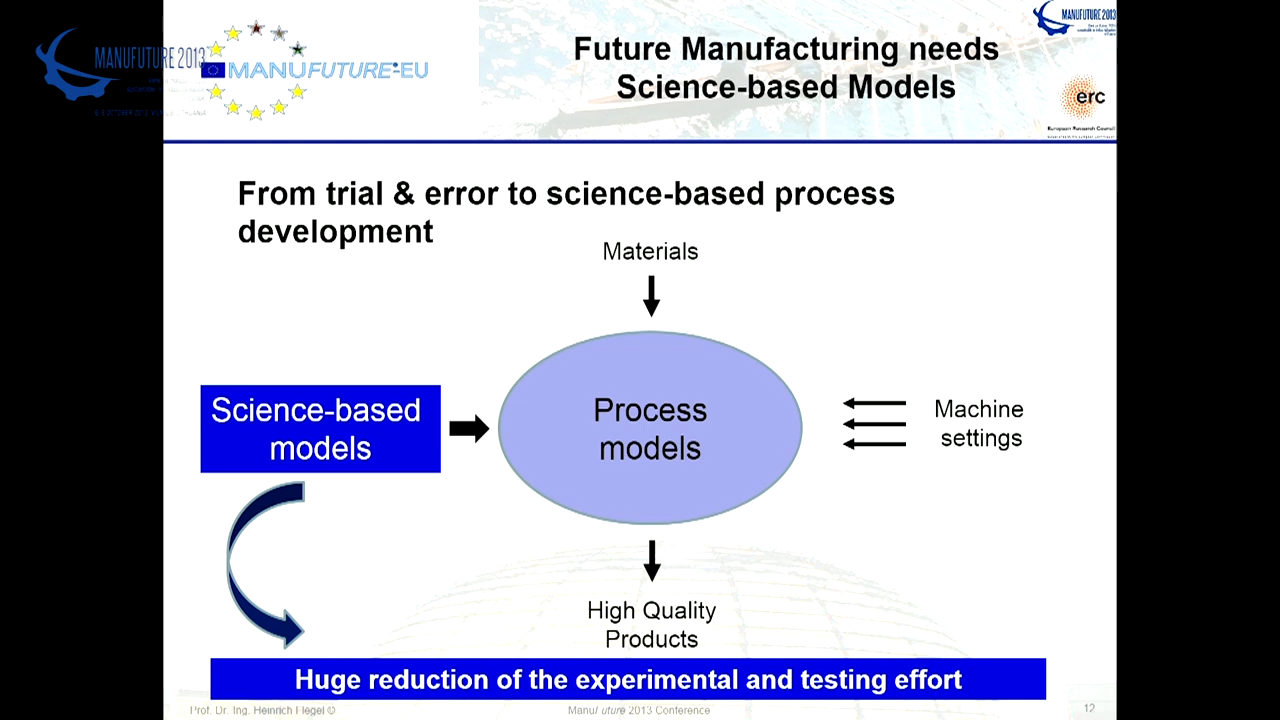 MANUFUTURE 2013
MANUFUTURE-EU
Future Manufacturing needs
Science-based Models
MANUFUTURE 2013
erc
European Research Council
From trial & error to science-based process
development
Materials
Science-based
models
Process
models
Machine
settings
High Quality
Products
Huge reduction of the experimental and testing effort
Prof. Dr. Ing. Heinrich Flegel ©
Manufuture 2013 Conference
12